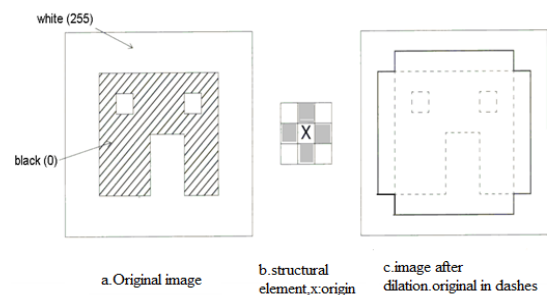 white (255)
black (0)
X
a.Original image
b.structural
element,x:origin
c.image after
dilation.original in dashes